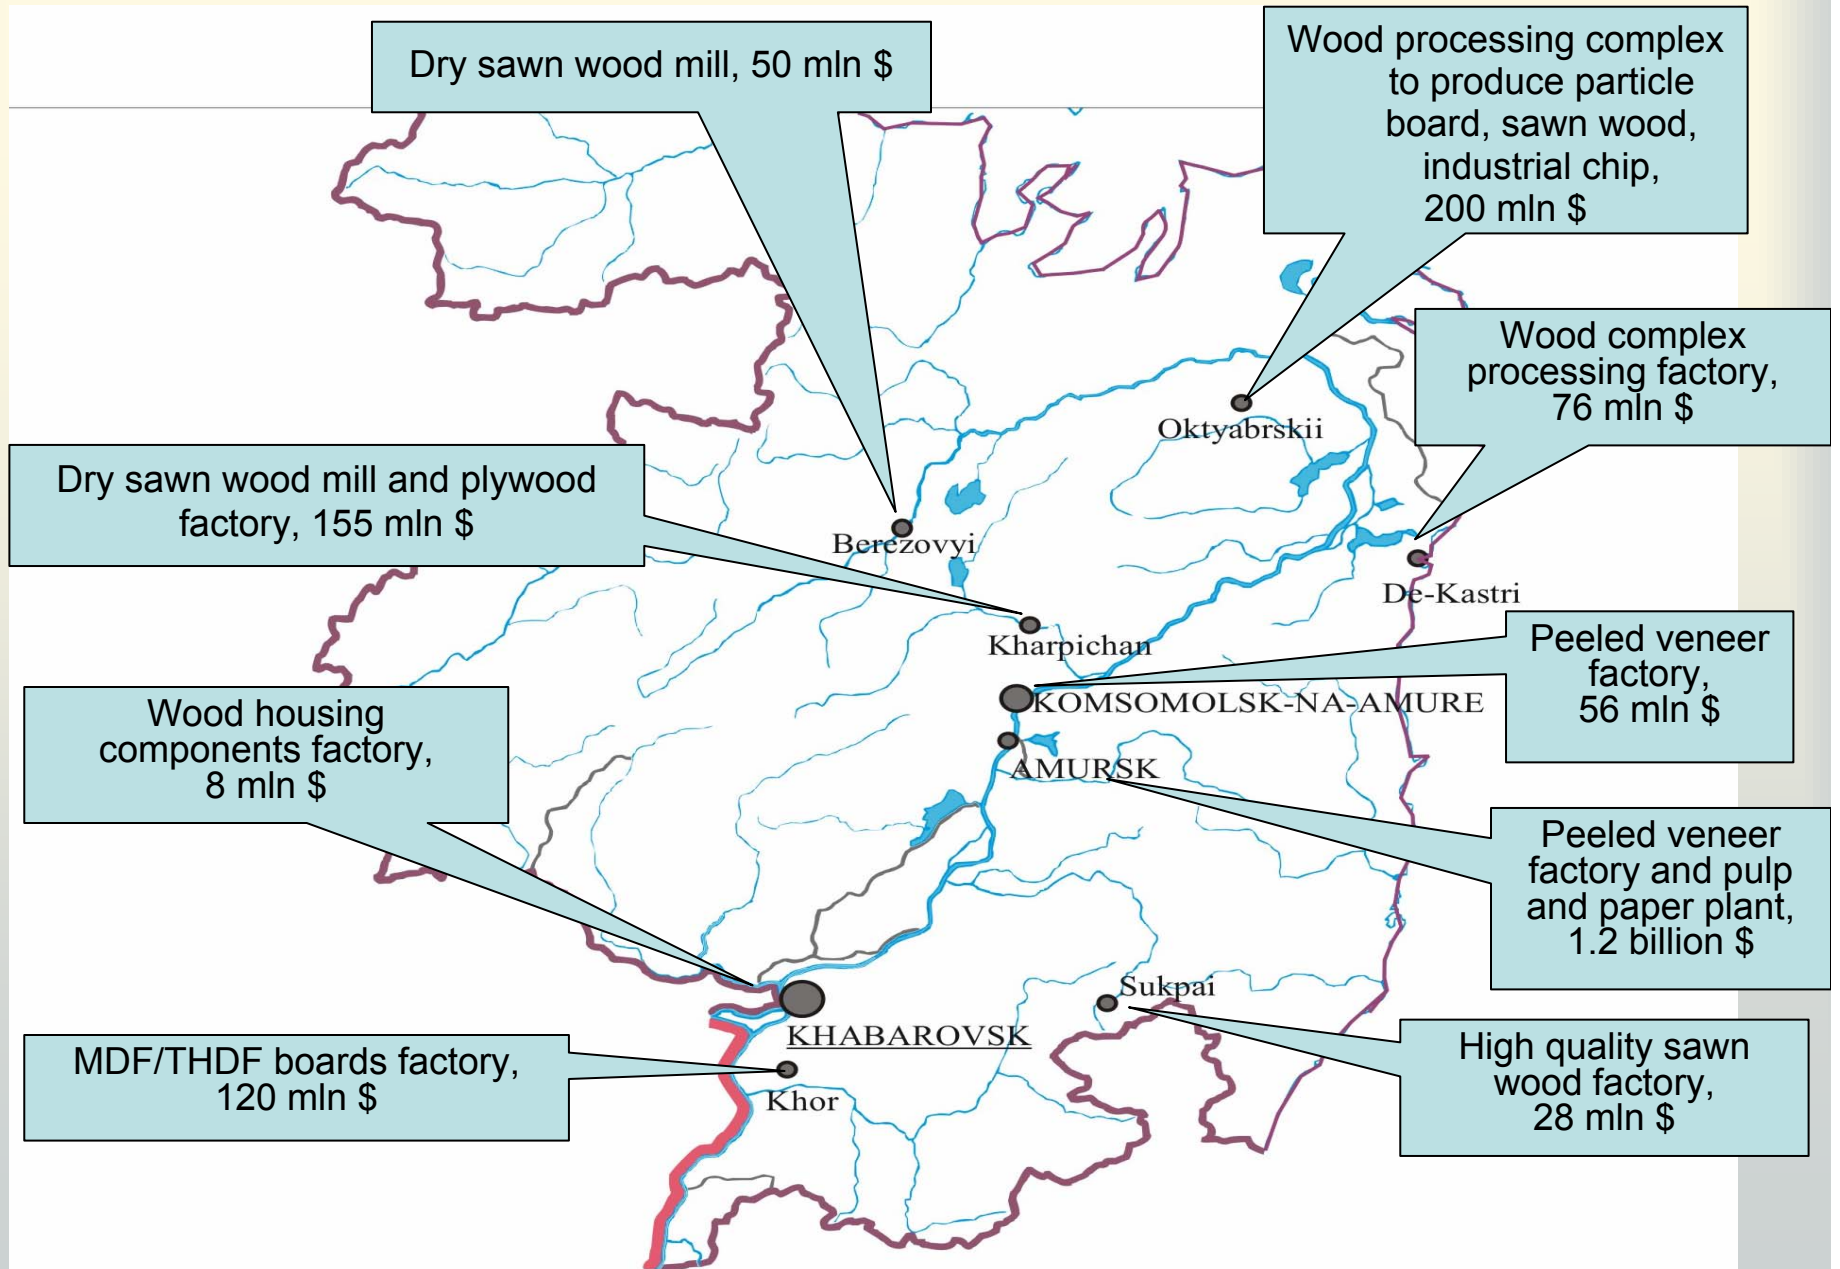 Dry sawn wood mill, 50 mln $
Wood processing complex
to produce particle
board, sawn wood,
industrial chip,
200 mln $
Wood complex
processing factory,
76 mln $
Oktyabrskii
Dry sawn wood mill and plywood
factory, 155 mln $
Berezovyi
De-Kastri
Kharpichan
Peeled veneer
factory,
56 mln $
KOMSOMOLSK-NA-AMURE
Wood housing
components factory,
8 mln $
AMURSK
Peeled veneer
factory and pulp
and paper plant,
1.2 billion $
Sukpai
KHABAROVSK
High quality sawn
wood factory,
28 mln $
MDF/THDF boards factory,
120 mln $
Khor